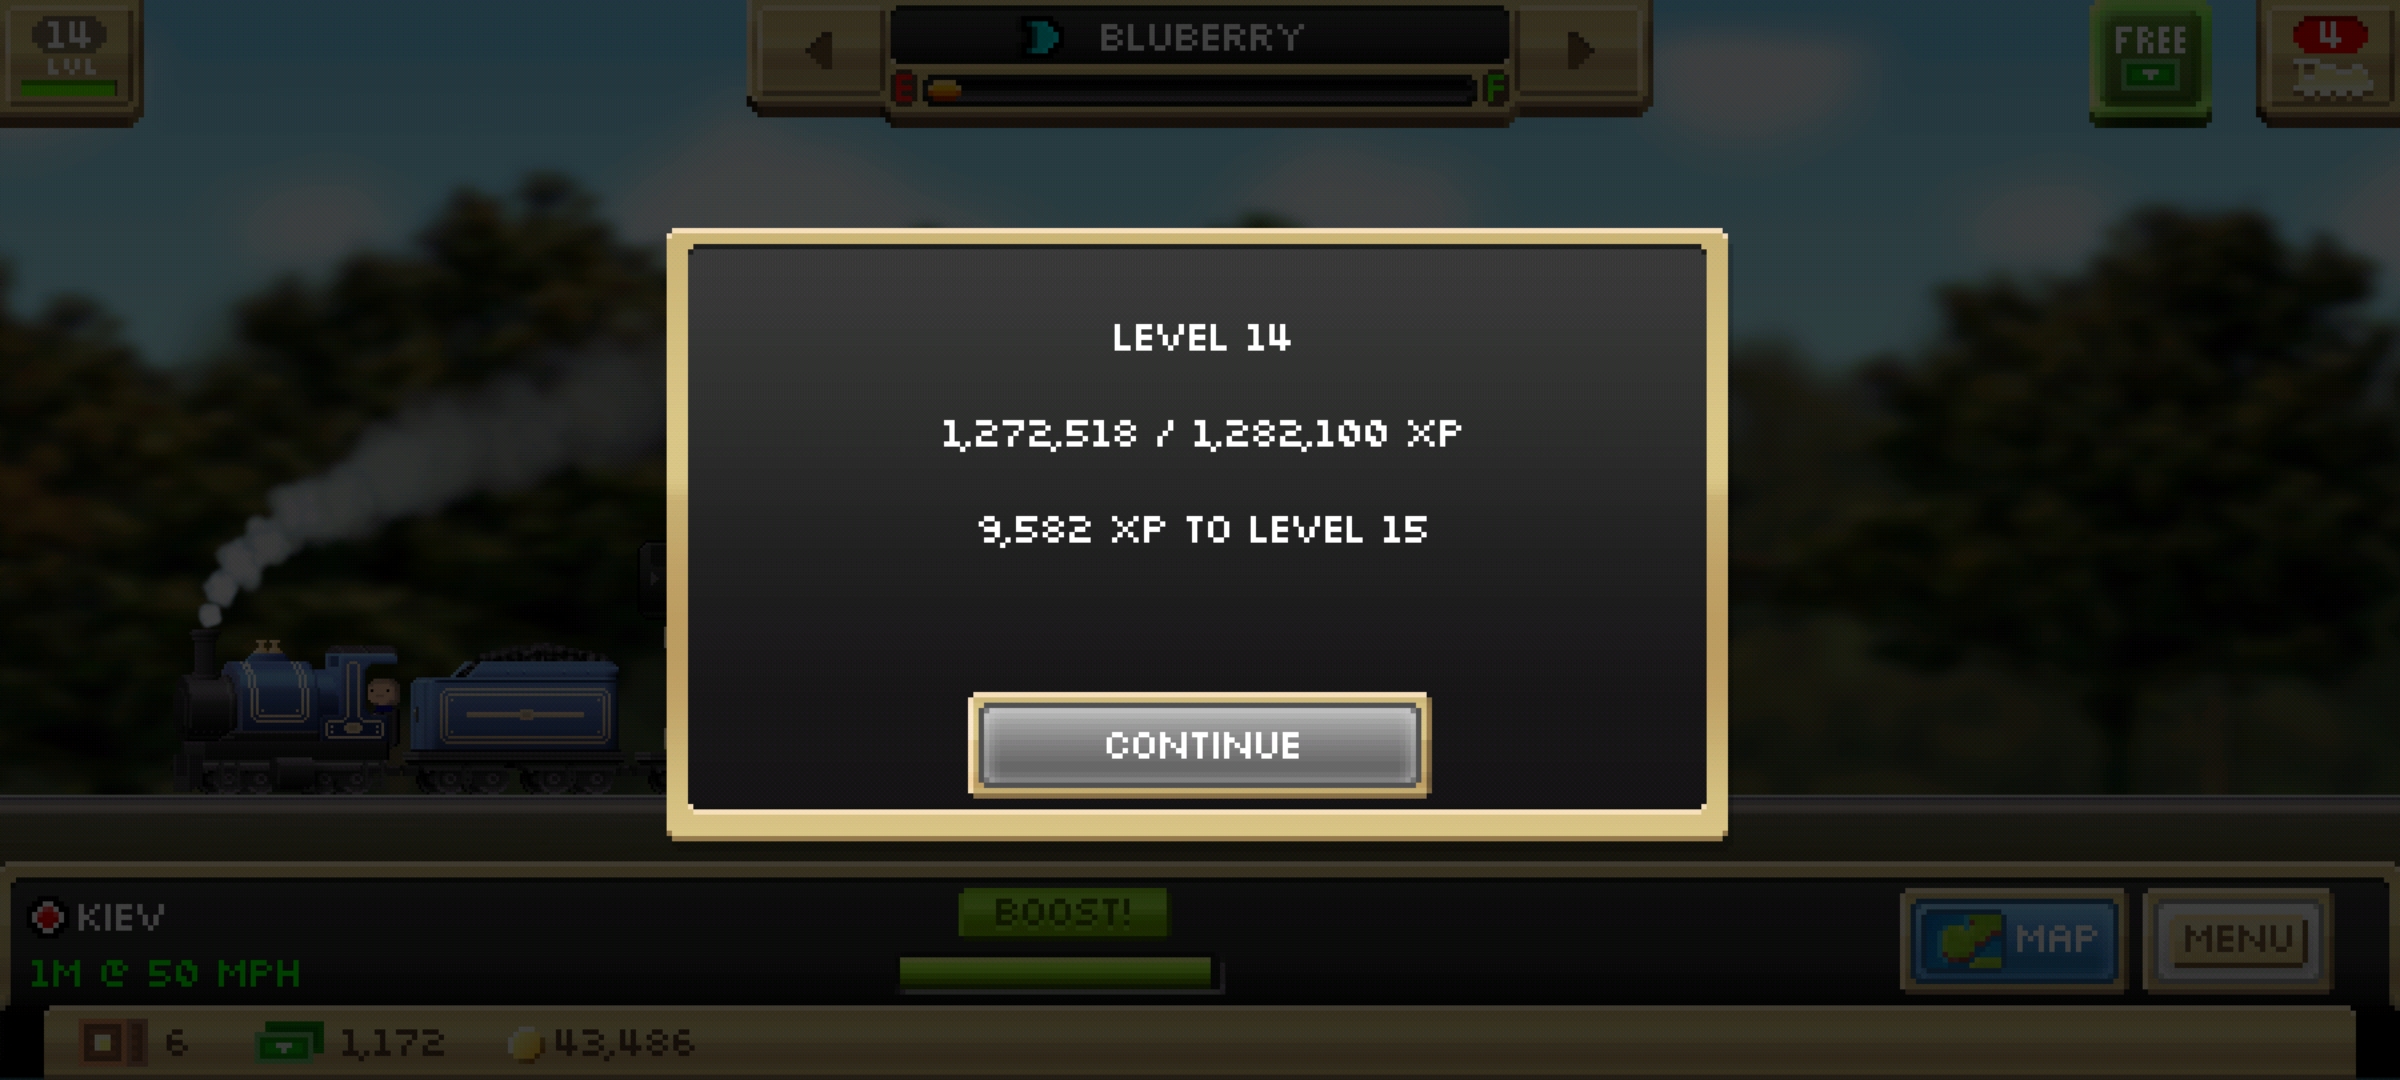 14
LVL
BLUBERRY
E F
FREE
4
LEVEL 14
1,272,518 / 1,282,100 XP
9,582 XP TO LEVEL 15
CONTINUE
KIEV
1M @ 50 MPH
BOOST!
MAP
MENU
6 1,172 43,486